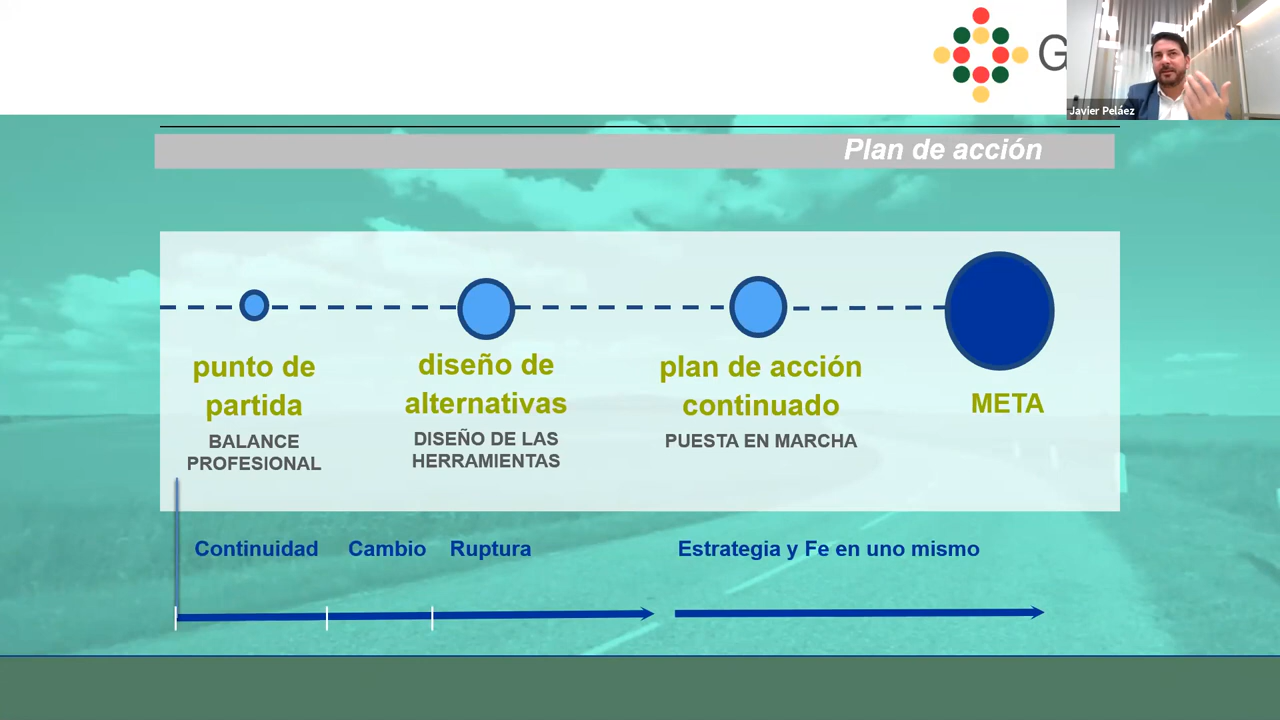 G
Javier Peláez
Plan de acción
punto de
partida
BALANCE
PROFESIONAL
diseño de
alternativas
DISEÑO DE LAS
HERRAMIENTAS
plan de acción
continuado
PUESTA EN MARCHA
META
Continuidad
Cambio
Ruptura
Estrategia y Fe en uno mismo